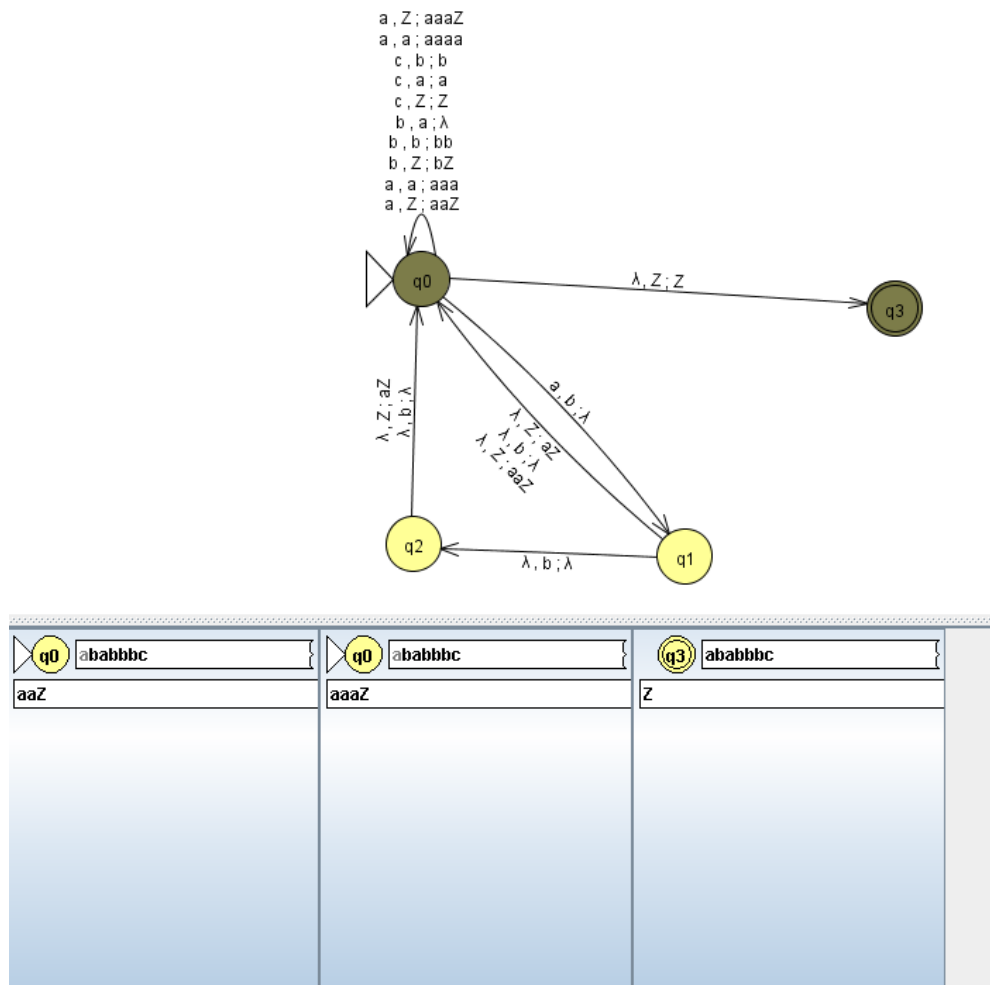 a , Z ; aaaZ
a , a ; aaaa
c , b ; b
c , a ; a
c , Z ; Z
b , a ; λ
b , b ; bb
b , Z ; bZ
a , a ; aaa
a , Z ; aaZ
q0
λ , Z ; Z
q3
λ , Z ; aZ
λ , b ; λ
a , b ; λ
λ , Z ; aZ
λ , b ; λ
λ , Z ; aaZ
q2
λ , b ; λ
q1
q0 ababbbc
aaZ
q0 ababbbc
aaaZ
q3 ababbbc
Z